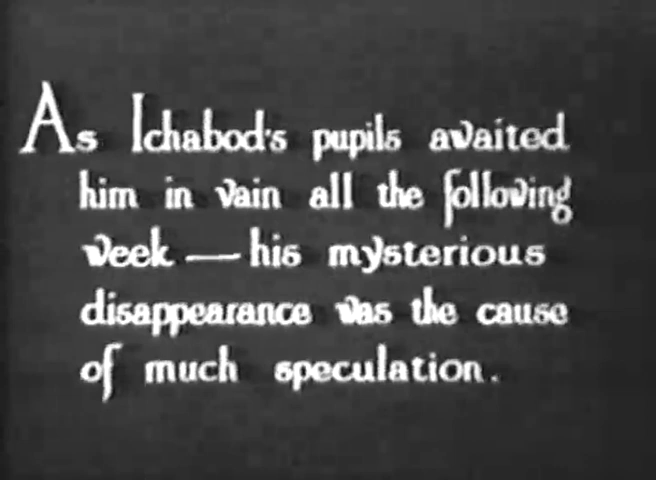 As Ichabod's pupils awaited
him in vain all the following
week — his mysterious
disappearance was the cause
of much speculation.